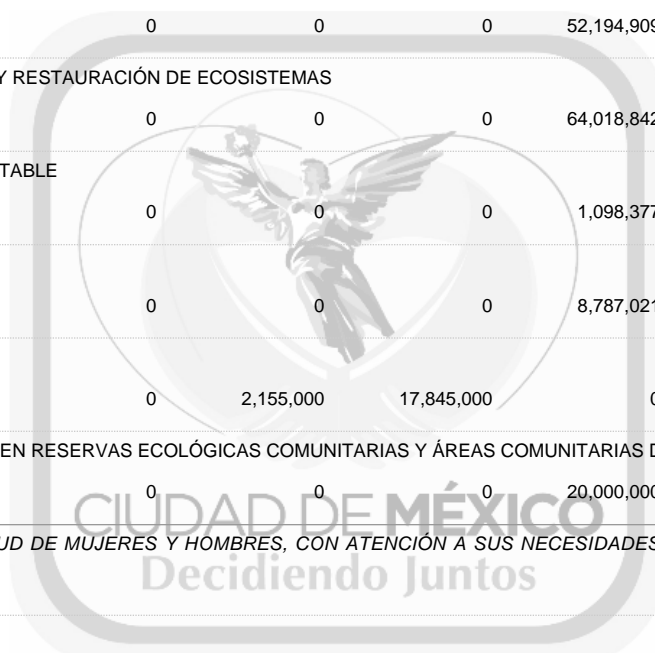 0 0 0 52,194,909
Y RESTAURACIÓN DE ECOSISTEMAS
0 0 0 64,018,842
TABLE
0 0 0 1,098,377
0 0 0 8,787,021
0 2,155,000 17,845,000 0
EN RESERVAS ECOLÓGICAS COMUNITARIAS Y ÁREAS COMUNITARIAS D
0 0 0 20,000,000
CIUDAD DE MÉXICO
UD DE MUJERES Y HOMBRES, CON ATENCIÓN A SUS NECESIDADES
Decidiendo Juntos